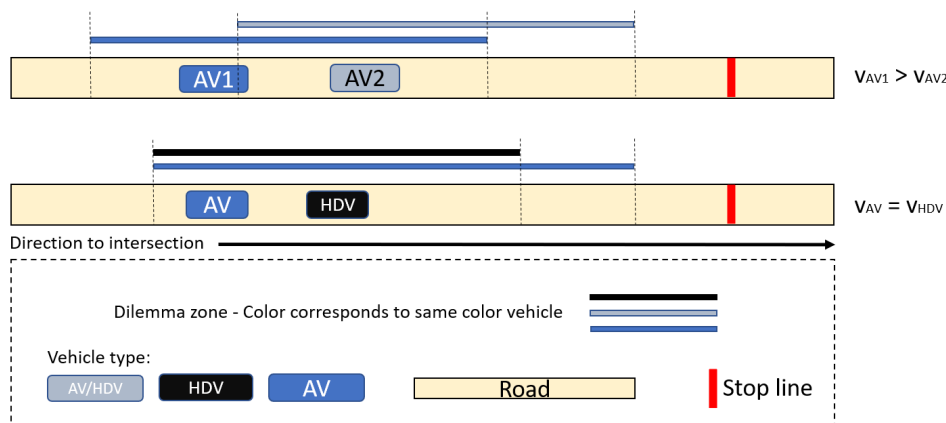 AV1 AV2 VAV1 > VAV2
AV HDV VAV = VHDV
Direction to intersection
Dilemma zone - Color corresponds to same color vehicle
Vehicle type:
AV/HDV HDV AV Road Stop line